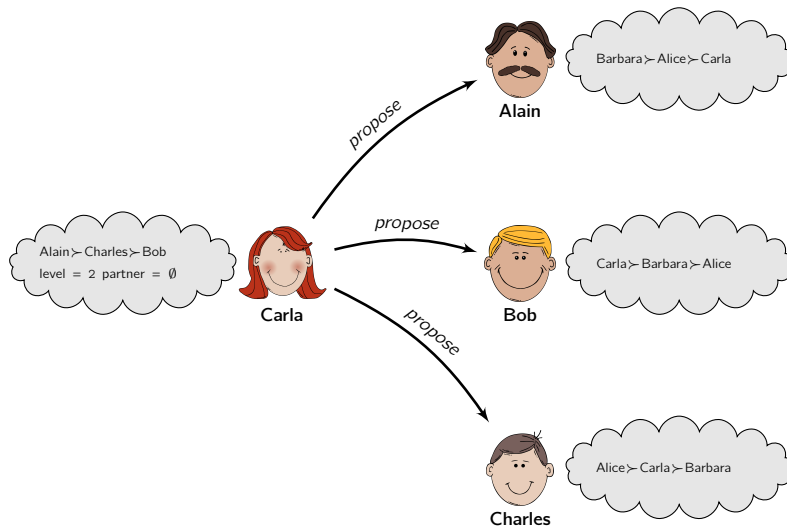 Barbara≻Alice≻Carla
Alain
propose
propose
Alain≻Charles≻Bob
level = 2 partner = ∅
Carla
Carla≻Barbara≻Alice
Bob
propose
Alice≻Carla≻Barbara
Charles